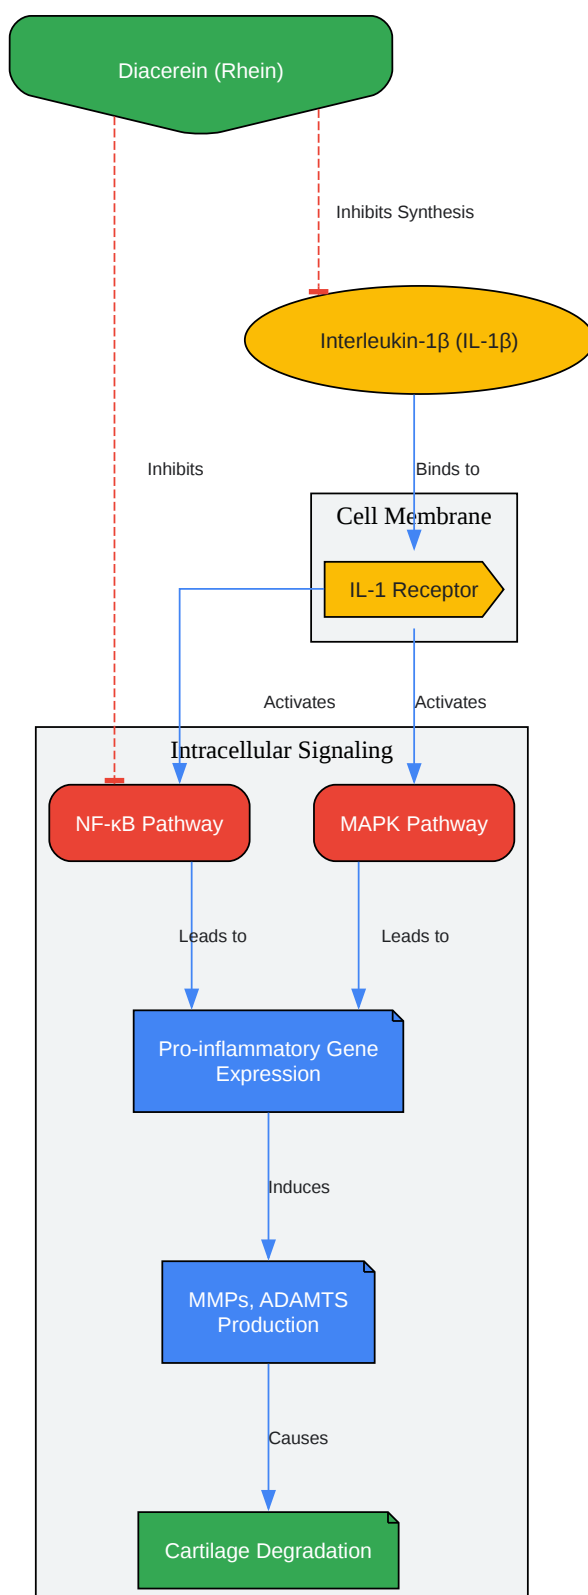 Diacerein (Rhein)
Inhibits Synthesis
Interleukin-1β (IL-1β)
Inhibits
Binds to
Cell Membrane
IL-1 Receptor
Activates
Activates
Intracellular Signaling
NF-κB Pathway
MAPK Pathway
Leads to
Leads to
Pro-inflammatory Gene
Expression
Induces
MMPs, ADAMTS
Production
Causes
Cartilage Degradation